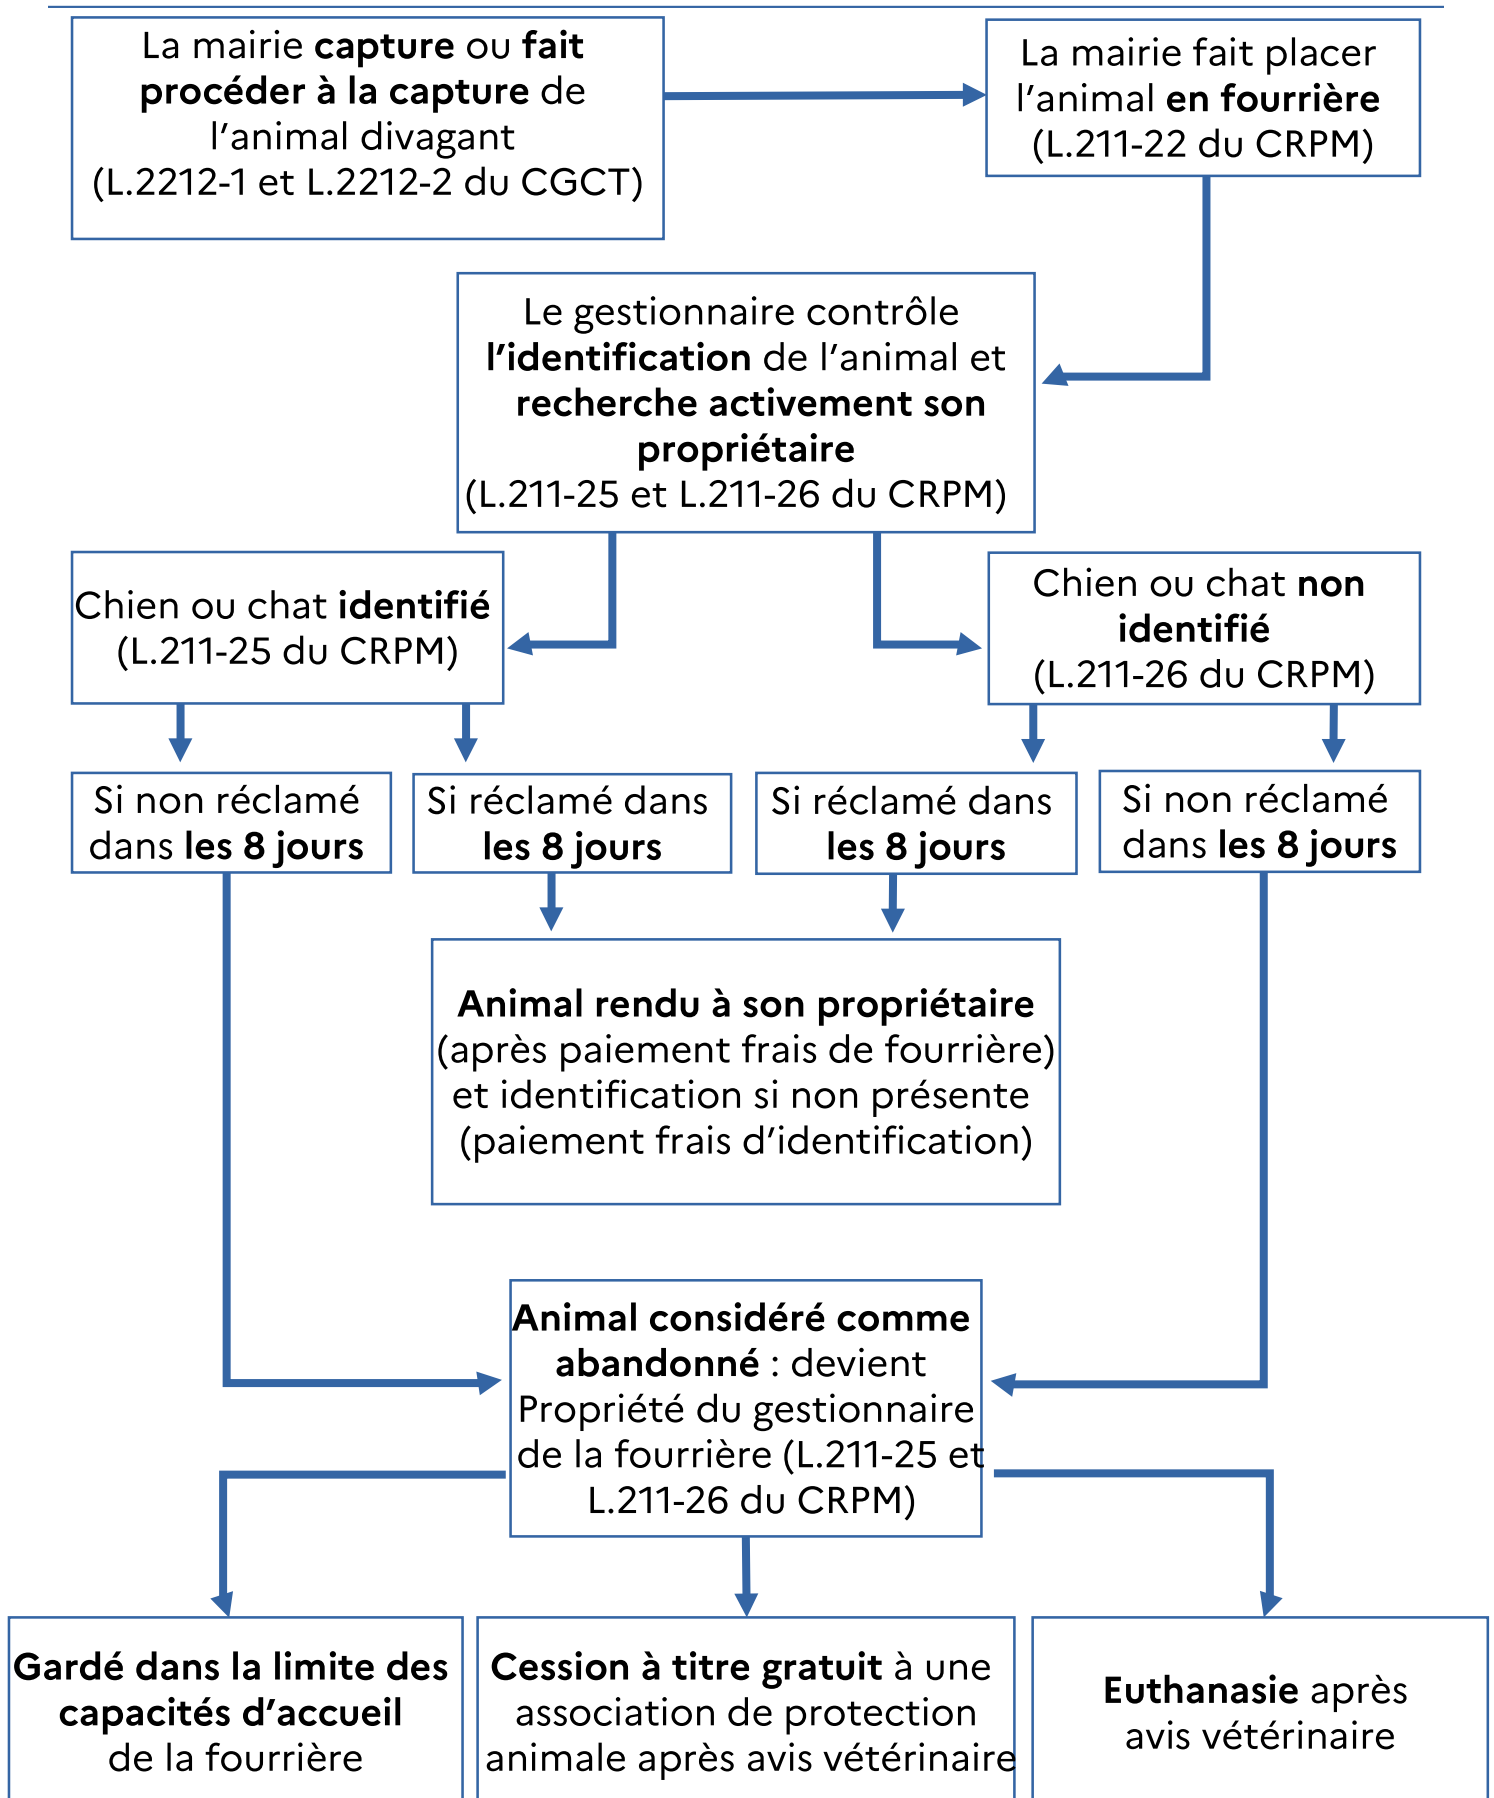 La mairie capture ou fait
procéder à la capture de
l’animal divagant
(L.2212-1 et L.2212-2 du CGCT)
La mairie fait placer
l’animal en fourrière
(L.211-22 du CRPM)
Le gestionnaire contrôle
l’identification de l’animal et
recherche activement son
propriétaire
(L.211-25 et L.211-26 du CRPM)
Chien ou chat identifié
(L.211-25 du CRPM)
Chien ou chat non
identifié
(L.211-26 du CRPM)
Si non réclamé
dans les 8 jours
Si réclamé dans
les 8 jours
Si réclamé dans
les 8 jours
Si non réclamé
dans les 8 jours
Animal rendu à son propriétaire
(après paiement frais de fourrière)
et identification si non présente
(paiement frais d’identification)
Animal considéré comme
abandonné : devient
Propriété du gestionnaire
de la fourrière (L.211-25 et
L.211-26 du CRPM)
Gardé dans la limite des
capacités d’accueil
de la fourrière
Cession à titre gratuit à une
association de protection
animale après avis vétérinaire
Euthanasie après
avis vétérinaire